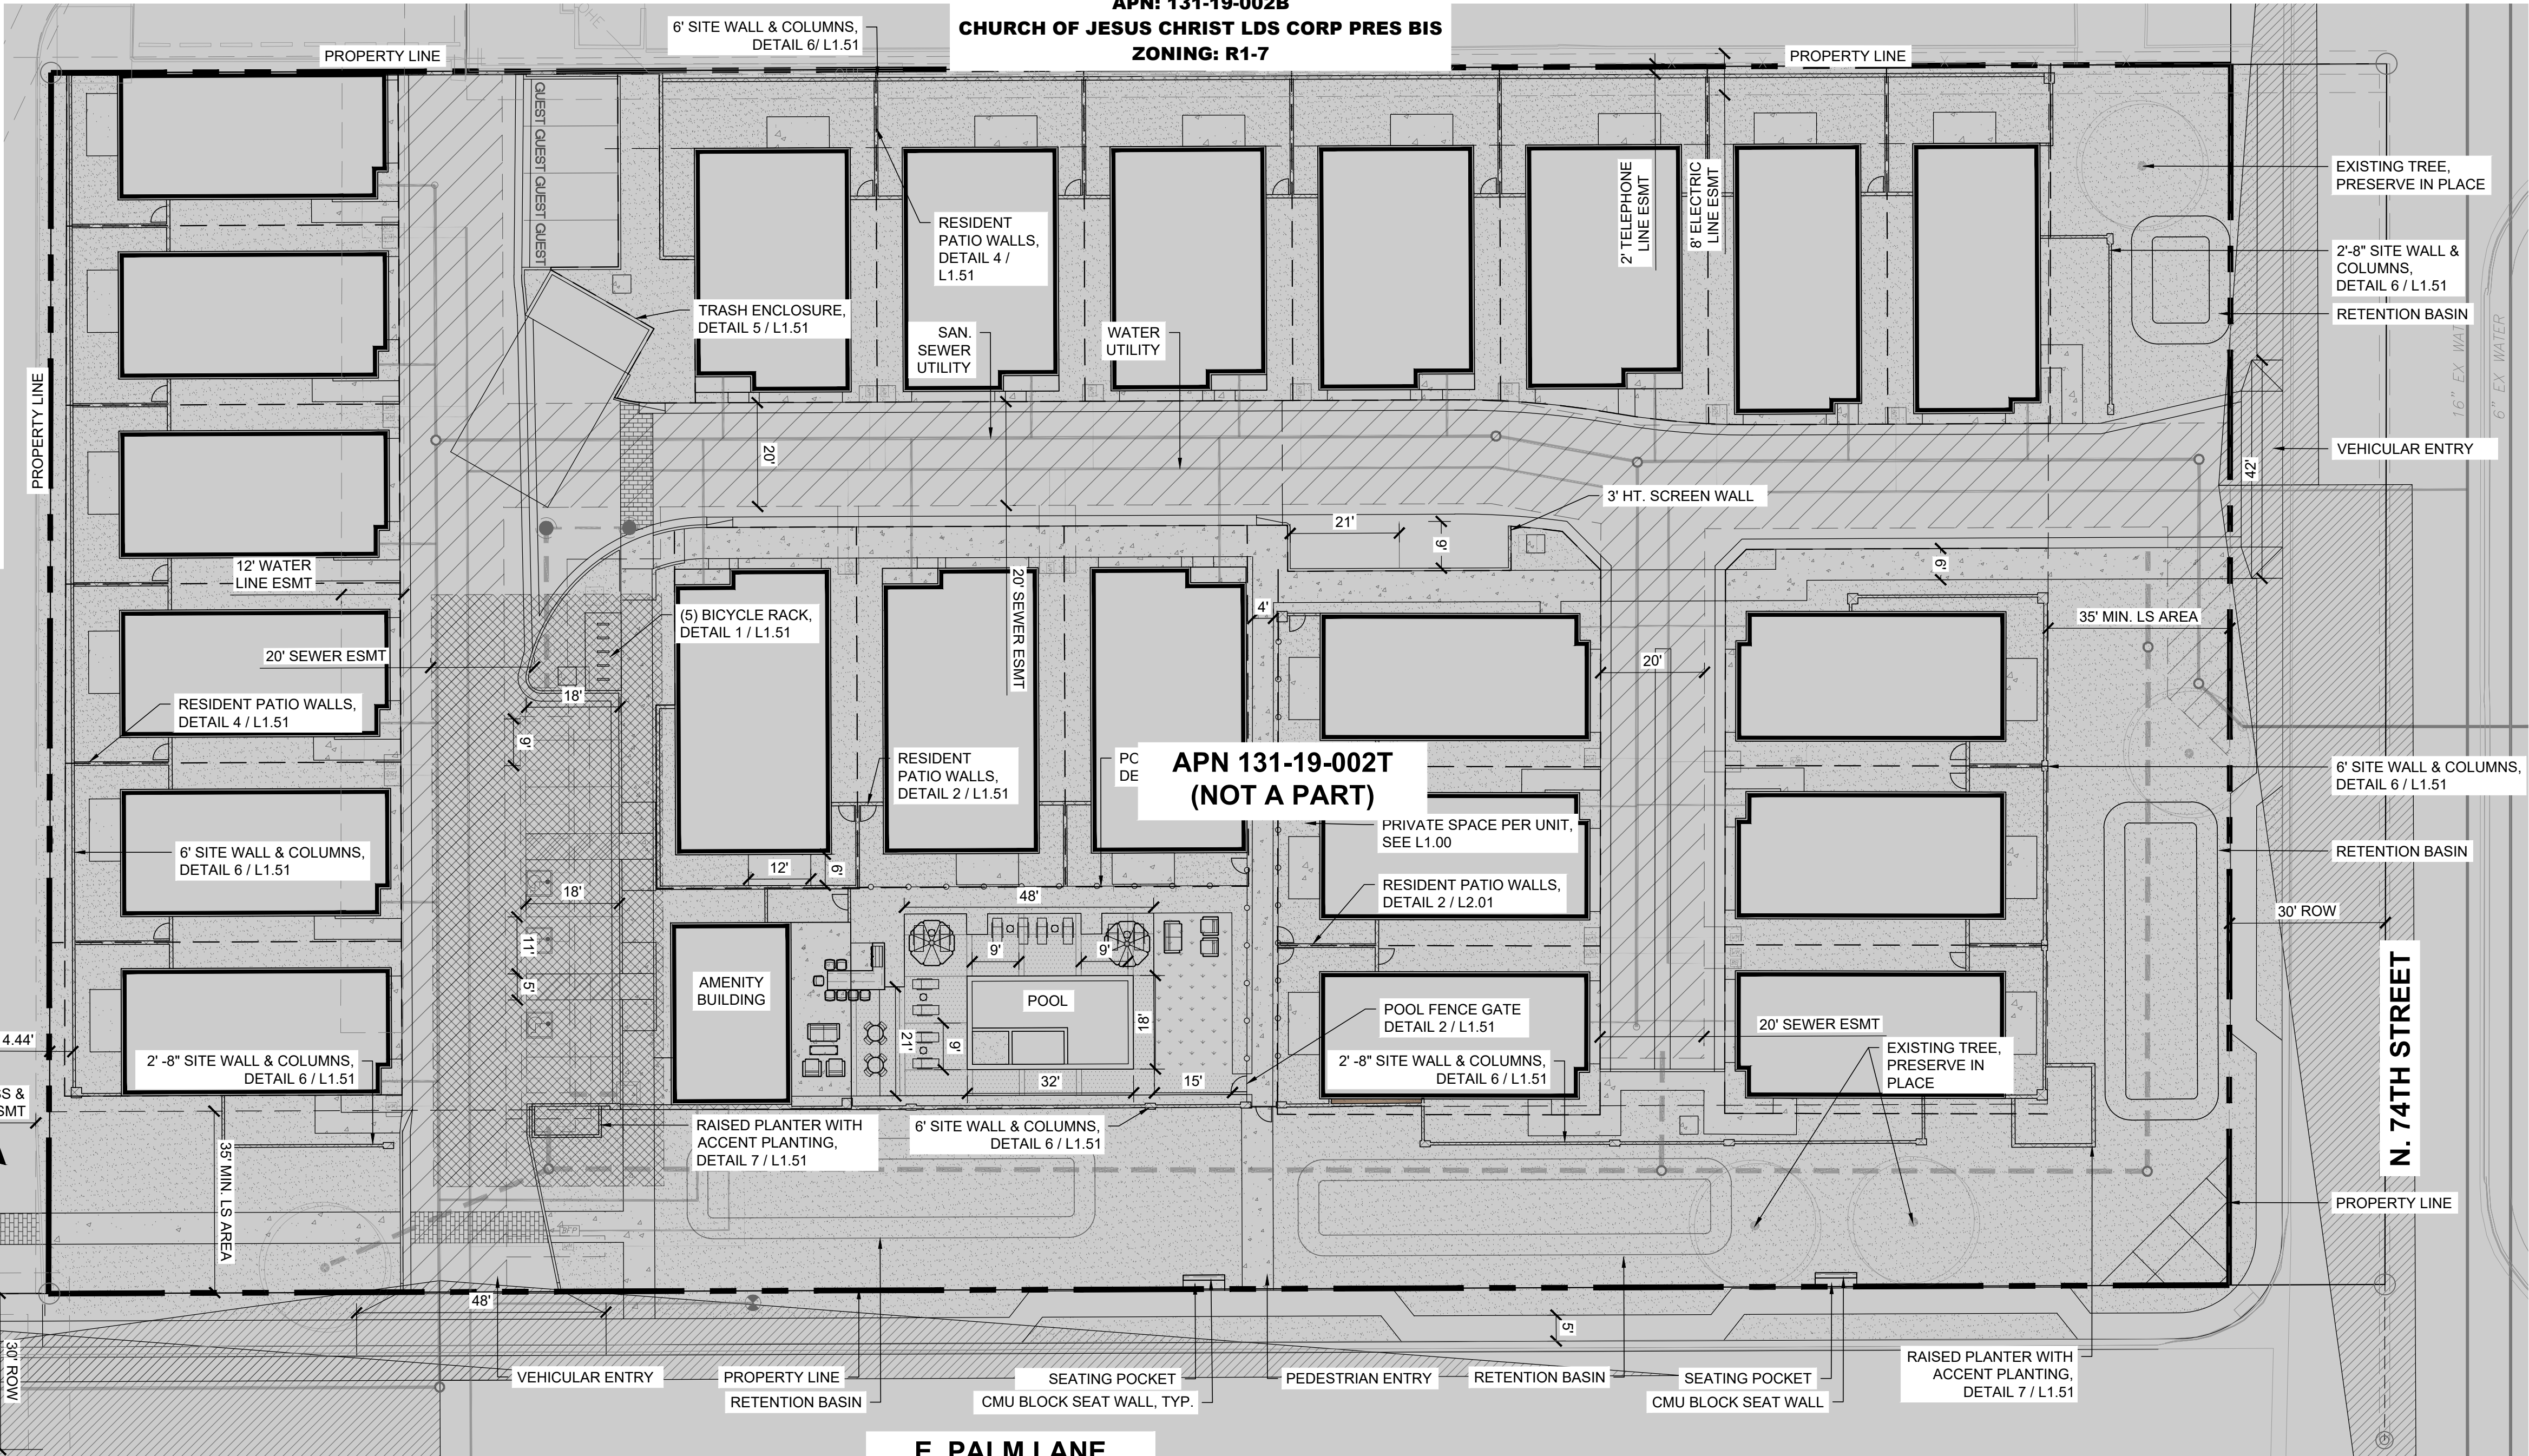 APN: 131-19-002B
CHURCH OF JESUS CHRIST LDS CORP PRES BIS
ZONING: R1-7
6' SITE WALL & COLUMNS,
DETAIL 6/ L1.51
PROPERTY LINE
PROPERTY LINE
OHE
GUEST GUEST GUEST GUEST
EXISTING TREE,
PRESERVE IN PLACE
RESIDENT
PATIO WALLS,
DETAIL 4 /
L1.51
2' TELEPHONE
LINE ESMT
8' ELECTRIC
LINE ESMT
2'-8" SITE WALL &
COLUMNS,
DETAIL 6 / L1.51
TRASH ENCLOSURE,
DETAIL 5 / L1.51
RETENTION BASIN
SAN.
SEWER
UTILITY
WATER
UTILITY
16" EX WAT
6" EX WATER
PROPERTY LINE
20'
VEHICULAR ENTRY
42'
3' HT. SCREEN WALL
21'
9'
6'
12' WATER
LINE ESMT
20' SEWER ESMT
4'
(5) BICYCLE RACK,
DETAIL 1 / L1.51
35' MIN. LS AREA
20' SEWER ESMT
20'
18'
RESIDENT PATIO WALLS,
DETAIL 4 / L1.51
9'
RESIDENT
PATIO WALLS,
DETAIL 2 / L1.51
PO
DE
APN 131-19-002T
(NOT A PART)
6' SITE WALL & COLUMNS,
DETAIL 6 / L1.51
PRIVATE SPACE PER UNIT,
SEE L1.00
6' SITE WALL & COLUMNS,
DETAIL 6 / L1.51
RETENTION BASIN
12'
6'
18'
48'
RESIDENT PATIO WALLS,
DETAIL 2 / L2.01
30' ROW
11'
9'
9'
5'
AMENITY
BUILDING
POOL
18'
POOL FENCE GATE
DETAIL 2 / L1.51
20' SEWER ESMT
N. 74TH STREET
4.44'
21'
9'
2' -8" SITE WALL & COLUMNS,
DETAIL 6 / L1.51
2' -8" SITE WALL & COLUMNS,
DETAIL 6 / L1.51
EXISTING TREE,
PRESERVE IN
PLACE
32'
15'
S &
SMT
RAISED PLANTER WITH
ACCENT PLANTING,
DETAIL 7 / L1.51
6' SITE WALL & COLUMNS,
DETAIL 6 / L1.51
35' MIN. LS AREA
PROPERTY LINE
BFP
48'
5'
30' ROW
VEHICULAR ENTRY
PROPERTY LINE
SEATING POCKET
PEDESTRIAN ENTRY
RETENTION BASIN
SEATING POCKET
RAISED PLANTER WITH
ACCENT PLANTING,
DETAIL 7 / L1.51
RETENTION BASIN
CMU BLOCK SEAT WALL, TYP.
CMU BLOCK SEAT WALL
E. PALM LANE